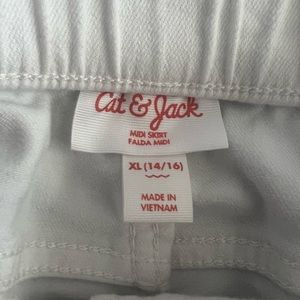 Cat & Jack
MIDI SKIRT
FALDA MIDI
XL (14/16)
MADE IN
VIETNAM